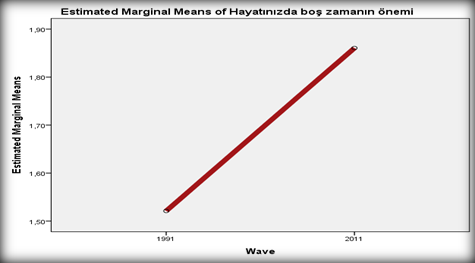 Estimated Marginal Means of Hayatınızda boş zamanın önemi
Estimated Marginal Means
1,90
1,80
1,70
1,60
1,50
1991
2011
Wave